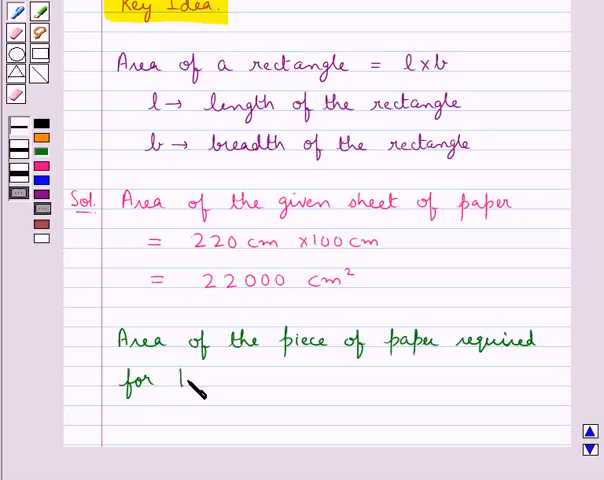 Key Idea.
Area of a rectangle = l × b
l → length of the rectangle
b → breadth of the rectangle
Sol. Area of the given sheet of paper
= 220 cm × 100 cm
= 22000 cm²
Area of the piece of paper required
for 1